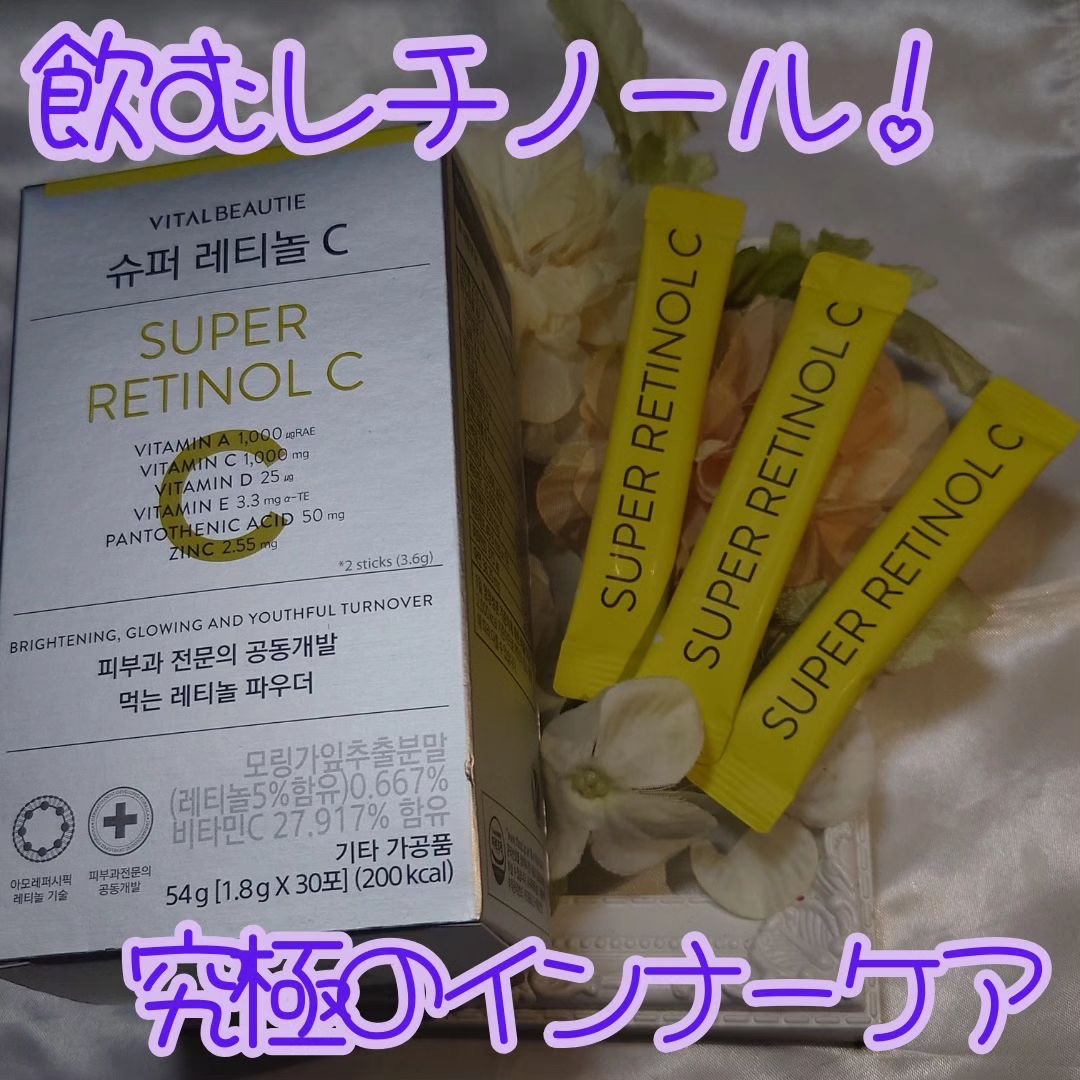 飲むレチノール!
VITALBEAUTIE
슈퍼 레티놀 C
SUPER
RETINOL C
C
VITAMIN A 1,000 μgRAE
VITAMIN C 1,000 mg
VITAMIN D 25 μg
VITAMIN E 3.3 mg α-TE
PANTOTHENIC ACID 50 mg
ZINC 2.55 mg
*2 sticks (3.6g)
BRIGHTENING, GLOWING AND YOUTHFUL TURNOVER
피부과 전문의 공동개발
먹는 레티놀 파우더
모링가잎추출분말
(레티놀5%함유)0.667%
비타민C 27.917% 함유
기타 가공품
54g [1.8g X 30포] (200 kcal)
아모레퍼시픽
레티놀 기술
피부과전문의
공동개발
SUPER RETINOL C
SUPER RETINOL C
SUPER RETINOL C
究極のインナーケア